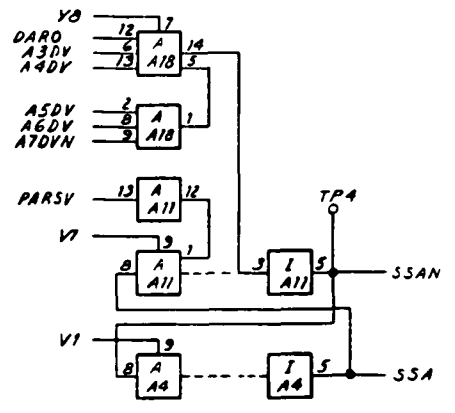 Y8
7
DARO 12 A 14
A3DV 6
A4DV 13 A18 5
A5DV 2 A
A6DV 8 1
A7DVN 9 A18
TP4
PARSV 13 A 12
A11
V7
9 1
8 A 3 I 5 SSAN
A11 A11
V1 9
8 A I 5 SSA
A4 A4